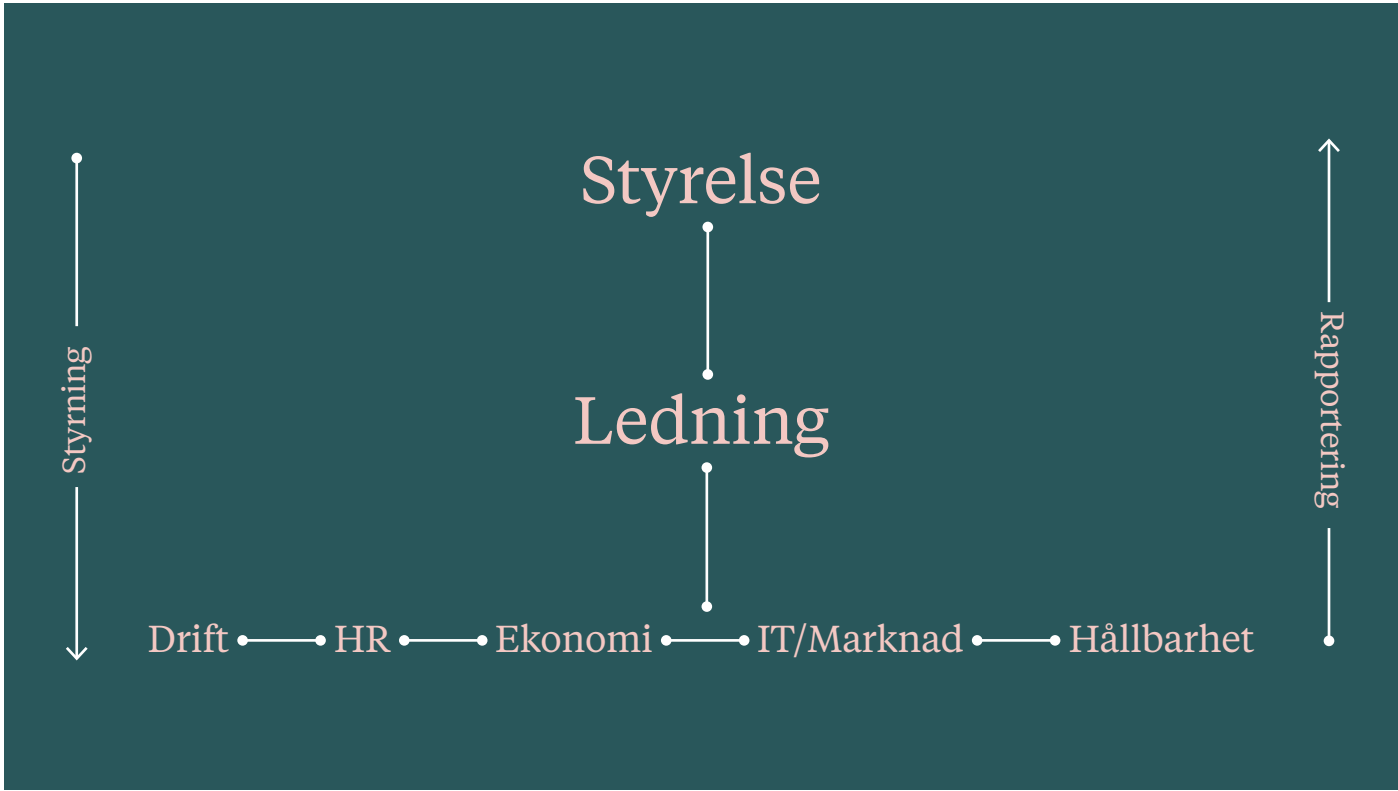 Styrelse
Styrning
Ledning
Rapportering
Drift HR Ekonomi IT/Marknad Hållbarhet